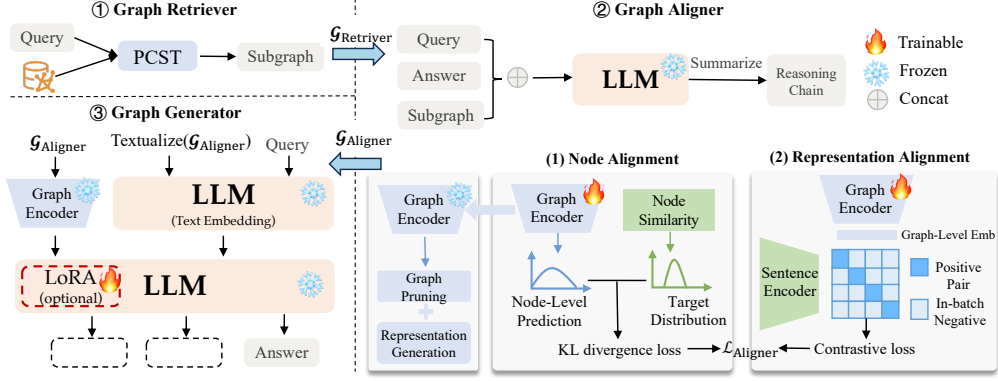 ① Graph Retriever
Query
PCST
Subgraph
𝒢Retriver
② Graph Aligner
Query
Answer
Subgraph
LLM
Summarize
Reasoning
Chain
Trainable
Frozen
Concat
③ Graph Generator
𝒢Aligner
Textualize(𝒢Aligner)
Query
Graph
Encoder
LLM
(Text Embedding)
LoRA
(optional)
LLM
Answer
𝒢Aligner
Graph
Encoder
Graph
Pruning
Representation
Generation
(1) Node Alignment
Graph
Encoder
Node
Similarity
Node-Level
Prediction
Target
Distribution
KL divergence loss
ℒAligner
(2) Representation Alignment
Graph
Encoder
Graph-Level Emb
Sentence
Encoder
Positive
Pair
In-batch
Negative
Contrastive loss